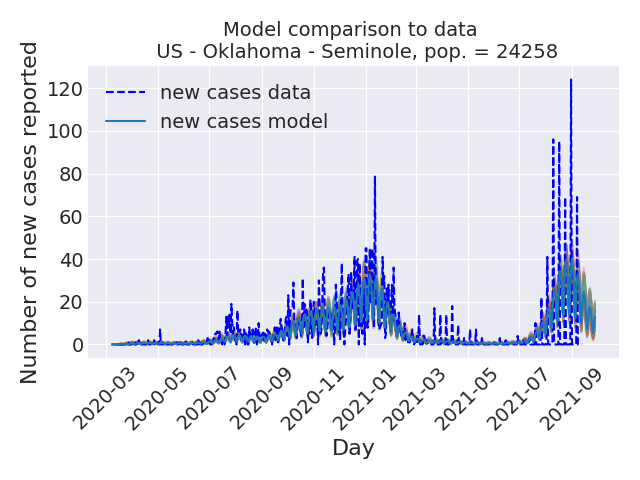 Model comparison to data
US - Oklahoma - Seminole, pop. = 24258
Number of new cases reported
120
100
80
60
40
20
0
new cases data
new cases model
2020-03
2020-05
2020-07
2020-09
2020-11
2021-01
2021-03
2021-05
2021-07
2021-09
Day